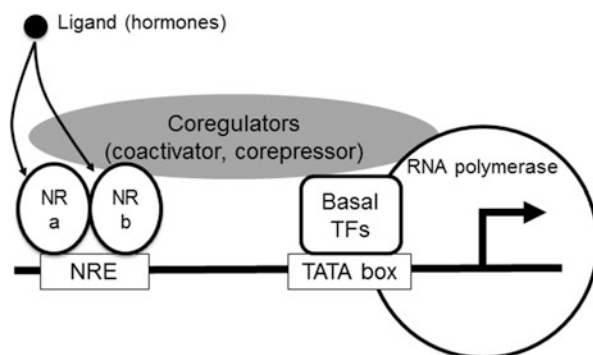 Ligand (hormones)
Coregulators
(coactivator, corepressor)
RNA polymerase
NR
a
NR
b
Basal
TFs
NRE
TATA box